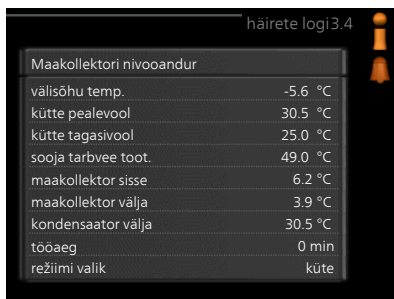 häirete logi3.4
Maakollektori nivooandur
välisõhu temp. -5.6 °C
kütte pealevool 30.5 °C
kütte tagasivool 25.0 °C
sooja tarbvee toot. 49.0 °C
maakollektor sisse 6.2 °C
maakollektor välja 3.9 °C
kondensaator välja 30.5 °C
tööaeg 0 min
režiimi valik küte